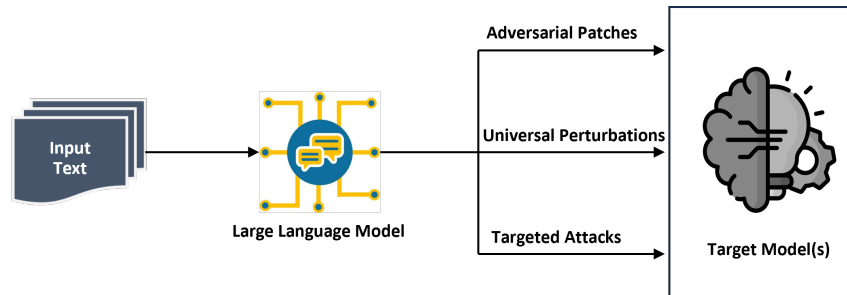 Adversarial Patches
Input
Text
Universal Perturbations
Large Language Model
Targeted Attacks
Target Model(s)